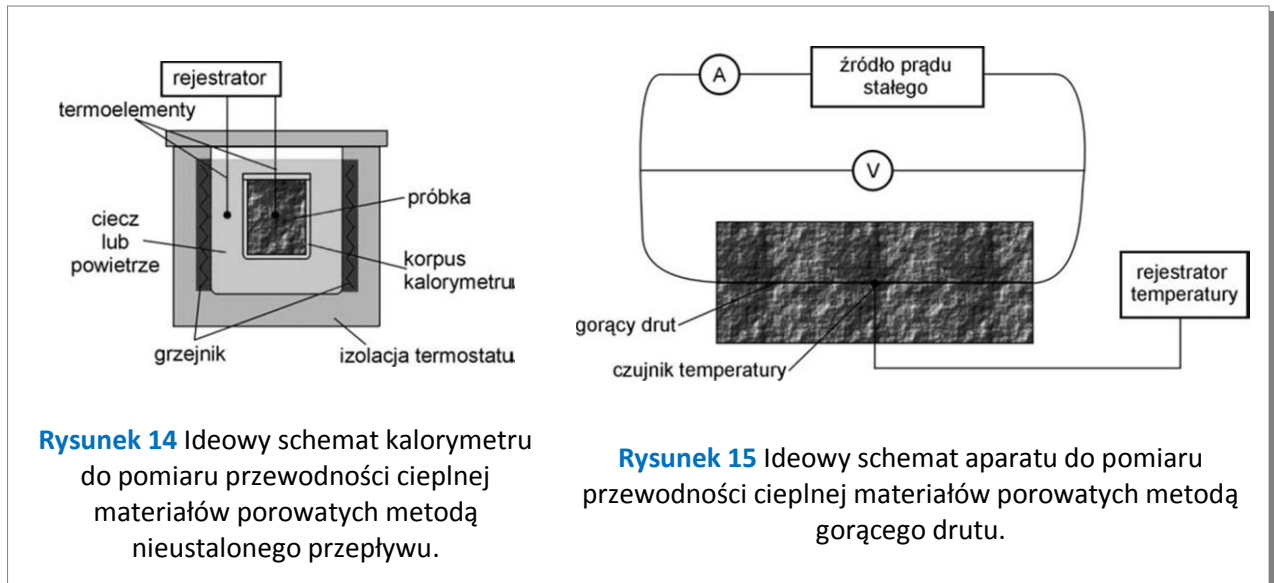 rejestrator
termoelementy
ciecz
lub
powietrze
próbka
korpus
kalorymetru
grzejnik
izolacja termostatu
Rysunek 14 Ideowy schemat kalorymetru
do pomiaru przewodności cieplnej
materiałów porowatych metodą
nieustalonego przepływu.
A
źródło prądu
stałego
V
rejestrator
temperatury
gorący drut
czujnik temperatury
Rysunek 15 Ideowy schemat aparatu do pomiaru
przewodności cieplnej materiałów porowatych metodą
gorącego drutu.